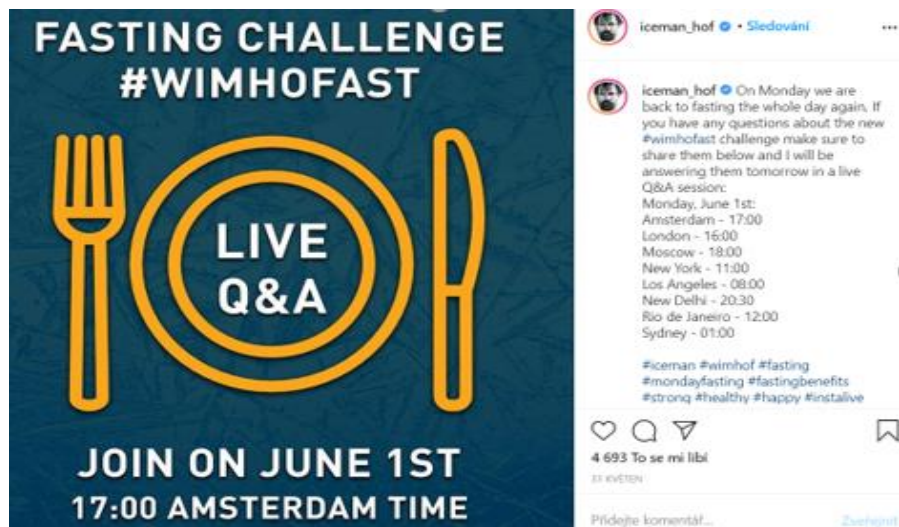 FASTING CHALLENGE
#WIMHOFAST
LIVE
Q&A
JOIN ON JUNE 1ST
17:00 AMSTERDAM TIME
iceman_hof • Sledování
iceman_hof On Monday we are
back to fasting the whole day again. If
you have any questions about the new
#wimhofast challenge make sure to
share them below and I will be
answering them tomorrow in a live
Q&A session:
Monday, June 1st:
Amsterdam - 17:00
London - 16:00
Moscow - 18:00
New York - 11:00
Los Angeles - 08:00
New Delhi - 20:30
Rio de Janeiro - 12:00
Sydney - 01:00
#iceman #wimhof #fasting
#mondayfasting #fastingbenefits
#strong #healthy #happy #instalive
4 693 To se mi líbí
31 KVĚTEN
Přidejte komentář...
Zveřejnit